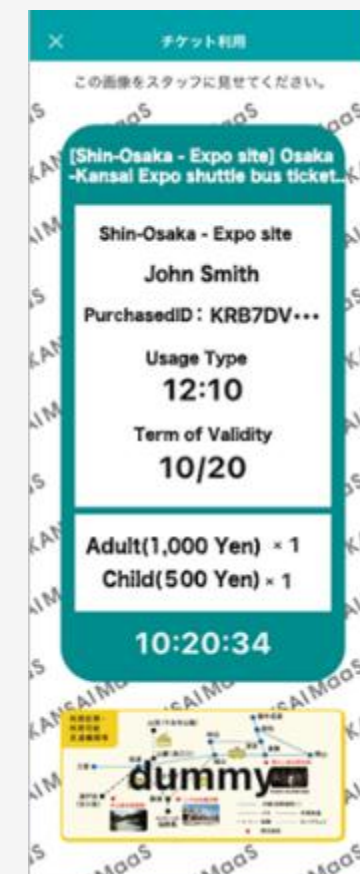 チケット利用
この画像をスタッフに見せてください。
[Shin-Osaka - Expo site] Osaka
-Kansai Expo shuttle bus ticket...
Shin-Osaka - Expo site
John Smith
PurchasedID： KRB7DV•••
Usage Type
12:10
Term of Validity
10/20
Adult(1,000 Yen) × 1
Child(500 Yen) × 1
10:20:34
dummy
KANSAI MaaS